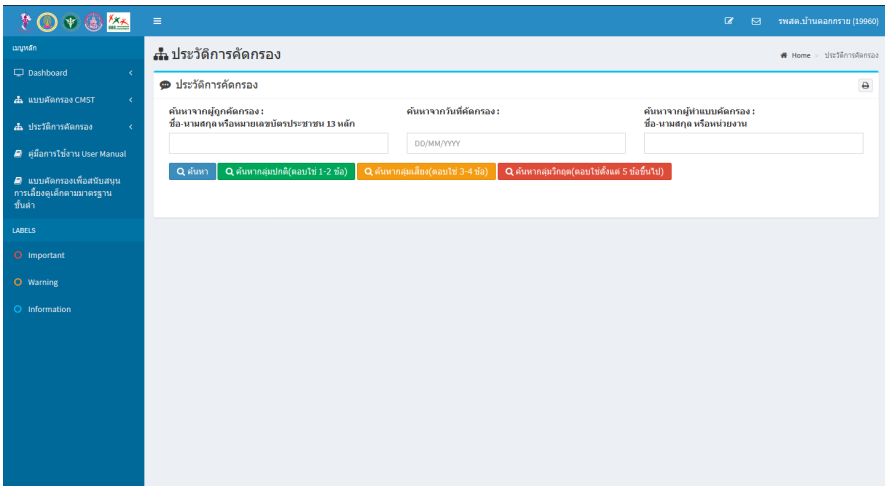 รพสต.บ้านดอกกราย (19960)
เมนูหลัก
Dashboard
แบบคัดกรอง CMST
ประวัติการคัดกรอง
คู่มือการใช้งาน User Manual
แบบคัดกรองเพื่อสนับสนุน
การเลี้ยงดูเด็กตามมาตรฐาน
ขั้นต่ำ
LABELS
Important
Warning
Information
ประวัติการคัดกรอง
Home > ประวัติการคัดกรอง
ประวัติการคัดกรอง
ค้นหาจากผู้ถูกคัดกรอง :
ชื่อ-นามสกุล หรือหมายเลขบัตรประชาชน 13 หลัก
ค้นหาจากวันที่คัดกรอง :
DD/MM/YYYY
ค้นหาจากผู้ทำแบบคัดกรอง :
ชื่อ-นามสกุล หรือหน่วยงาน
ค้นหา
ค้นหากลุ่มปกติ(ตอบใช่ 1-2 ข้อ)
ค้นหากลุ่มเสี่ยง(ตอบใช่ 3-4 ข้อ)
ค้นหากลุ่มวิกฤต(ตอบใช่ตั้งแต่ 5 ข้อขึ้นไป)